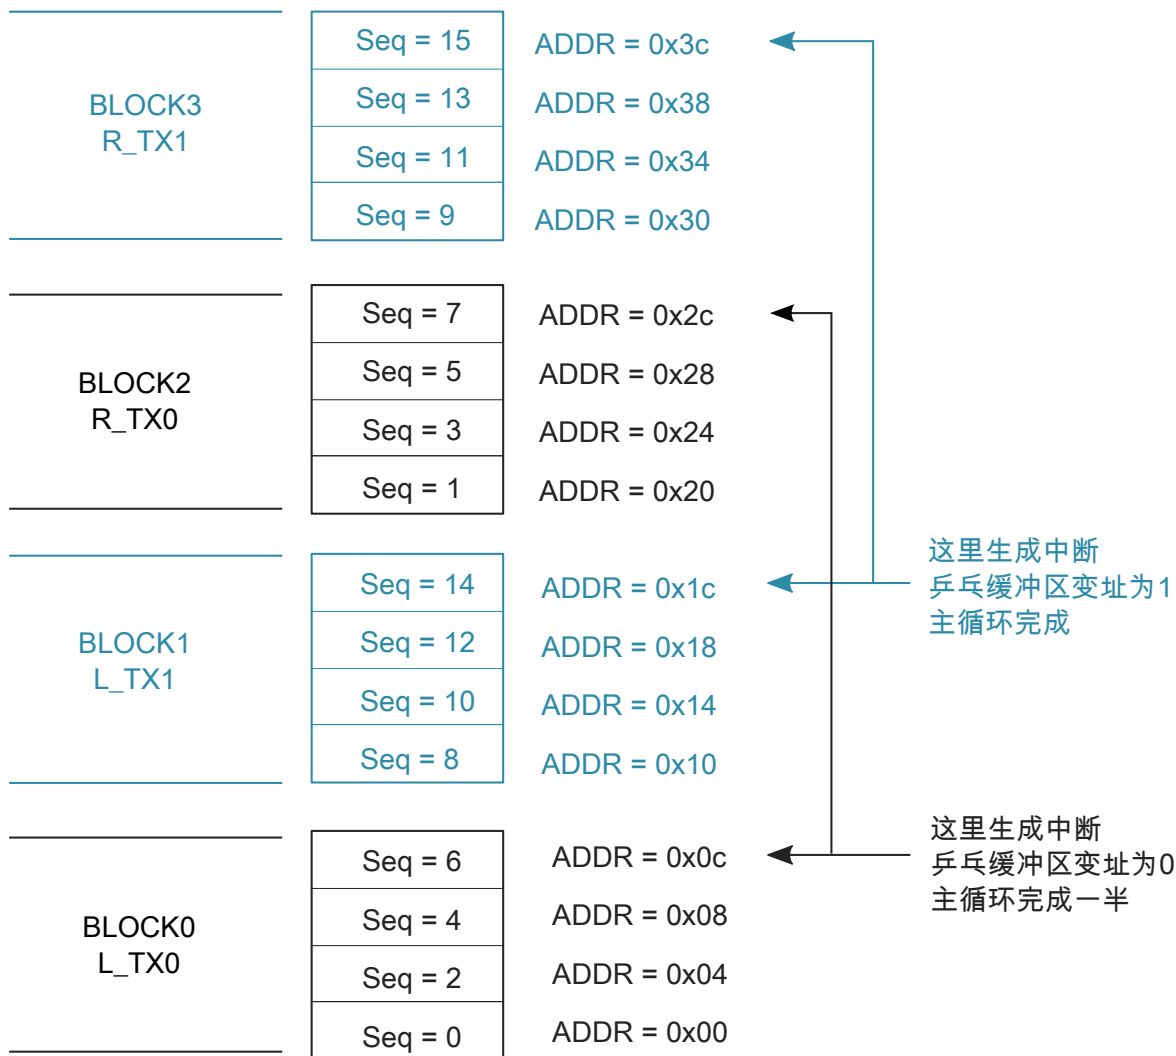 BLOCK3
R_TX1
Seq = 15 ADDR = 0x3c
Seq = 13 ADDR = 0x38
Seq = 11 ADDR = 0x34
Seq = 9 ADDR = 0x30
BLOCK2
R_TX0
Seq = 7 ADDR = 0x2c
Seq = 5 ADDR = 0x28
Seq = 3 ADDR = 0x24
Seq = 1 ADDR = 0x20
BLOCK1
L_TX1
Seq = 14 ADDR = 0x1c
Seq = 12 ADDR = 0x18
Seq = 10 ADDR = 0x14
Seq = 8 ADDR = 0x10
这里生成中断
乒乓缓冲区变址为1
主循环完成
BLOCK0
L_TX0
Seq = 6 ADDR = 0x0c
Seq = 4 ADDR = 0x08
Seq = 2 ADDR = 0x04
Seq = 0 ADDR = 0x00
这里生成中断
乒乓缓冲区变址为0
主循环完成一半